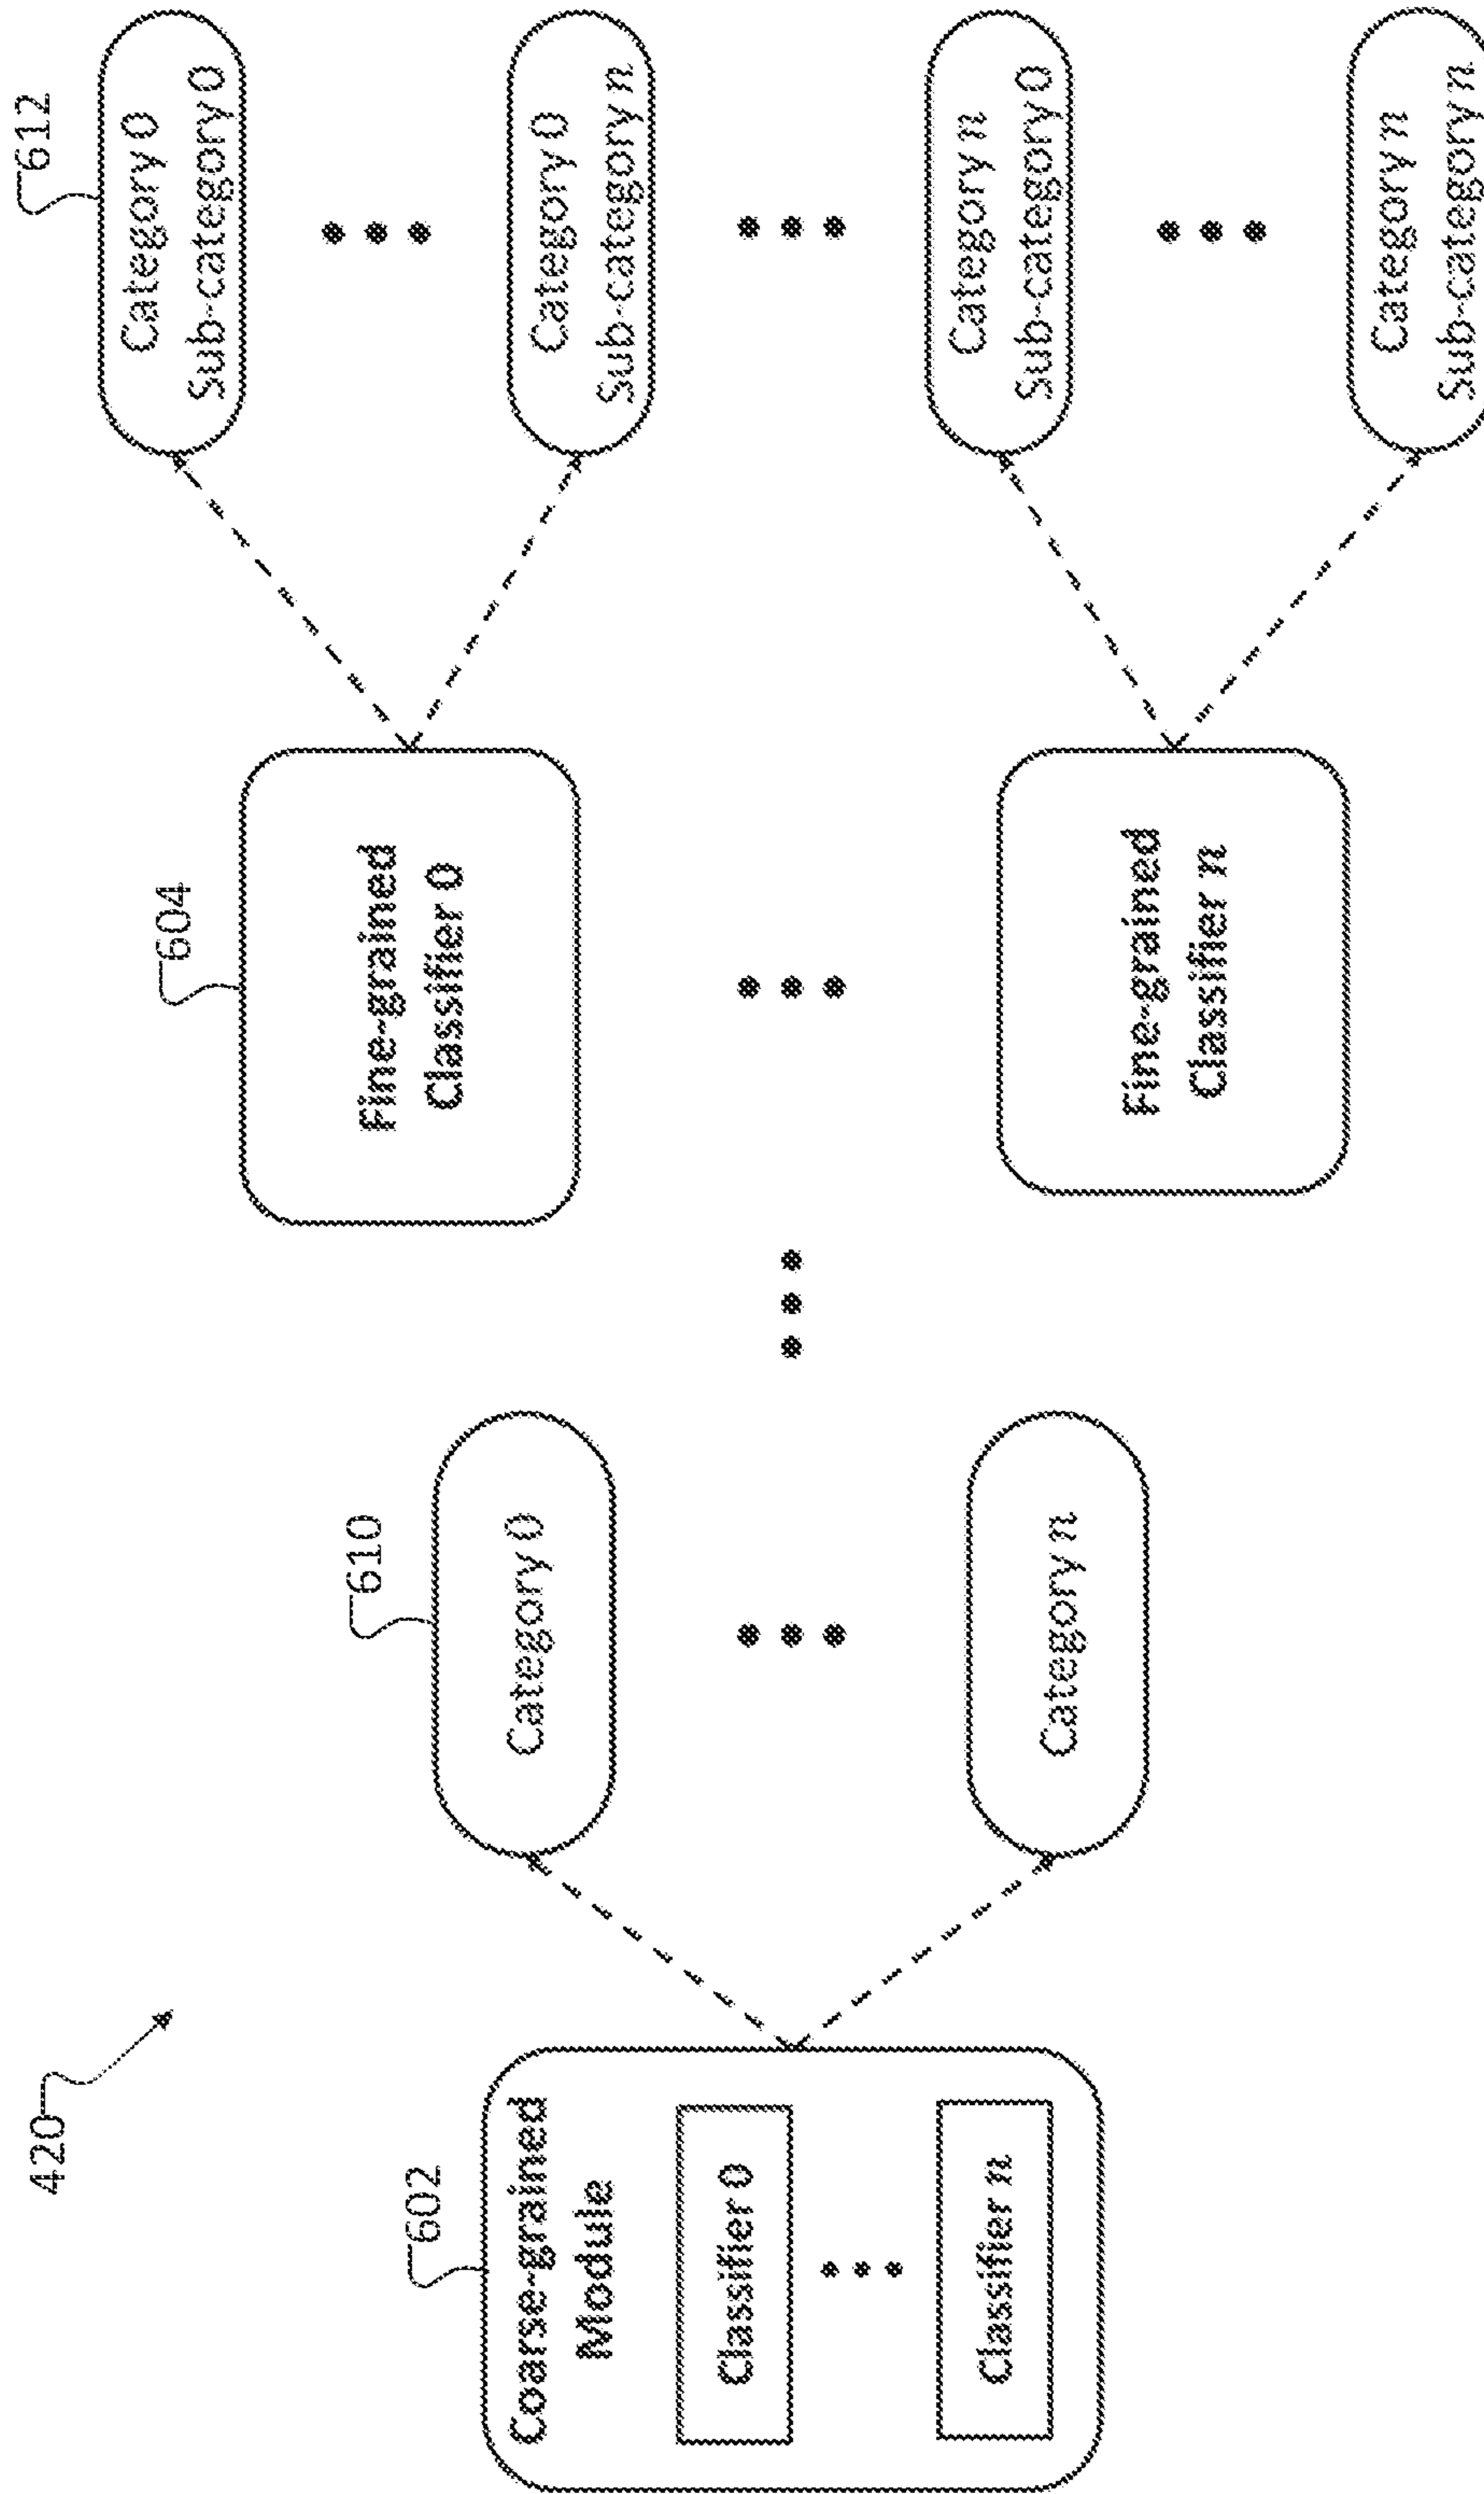 420
602
Coarse-grained
Module
Classifier 0
Classifier n
610
Category 0
Category n
604
Fine-grained
Classifier 0
Fine-grained
Classifier n
612
Category 0
Sub-category 0
Category 0
Sub-category n
Category n
Sub-category 0
Category n
Sub-category n